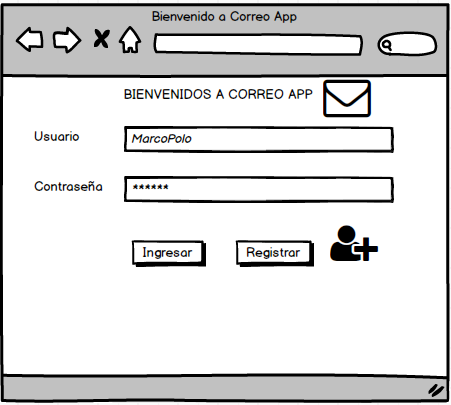 Bienvenido a Correo App
BIENVENIDOS A CORREO APP
Usuario
MarcoPolo
Contraseña
******
Ingresar
Registrar